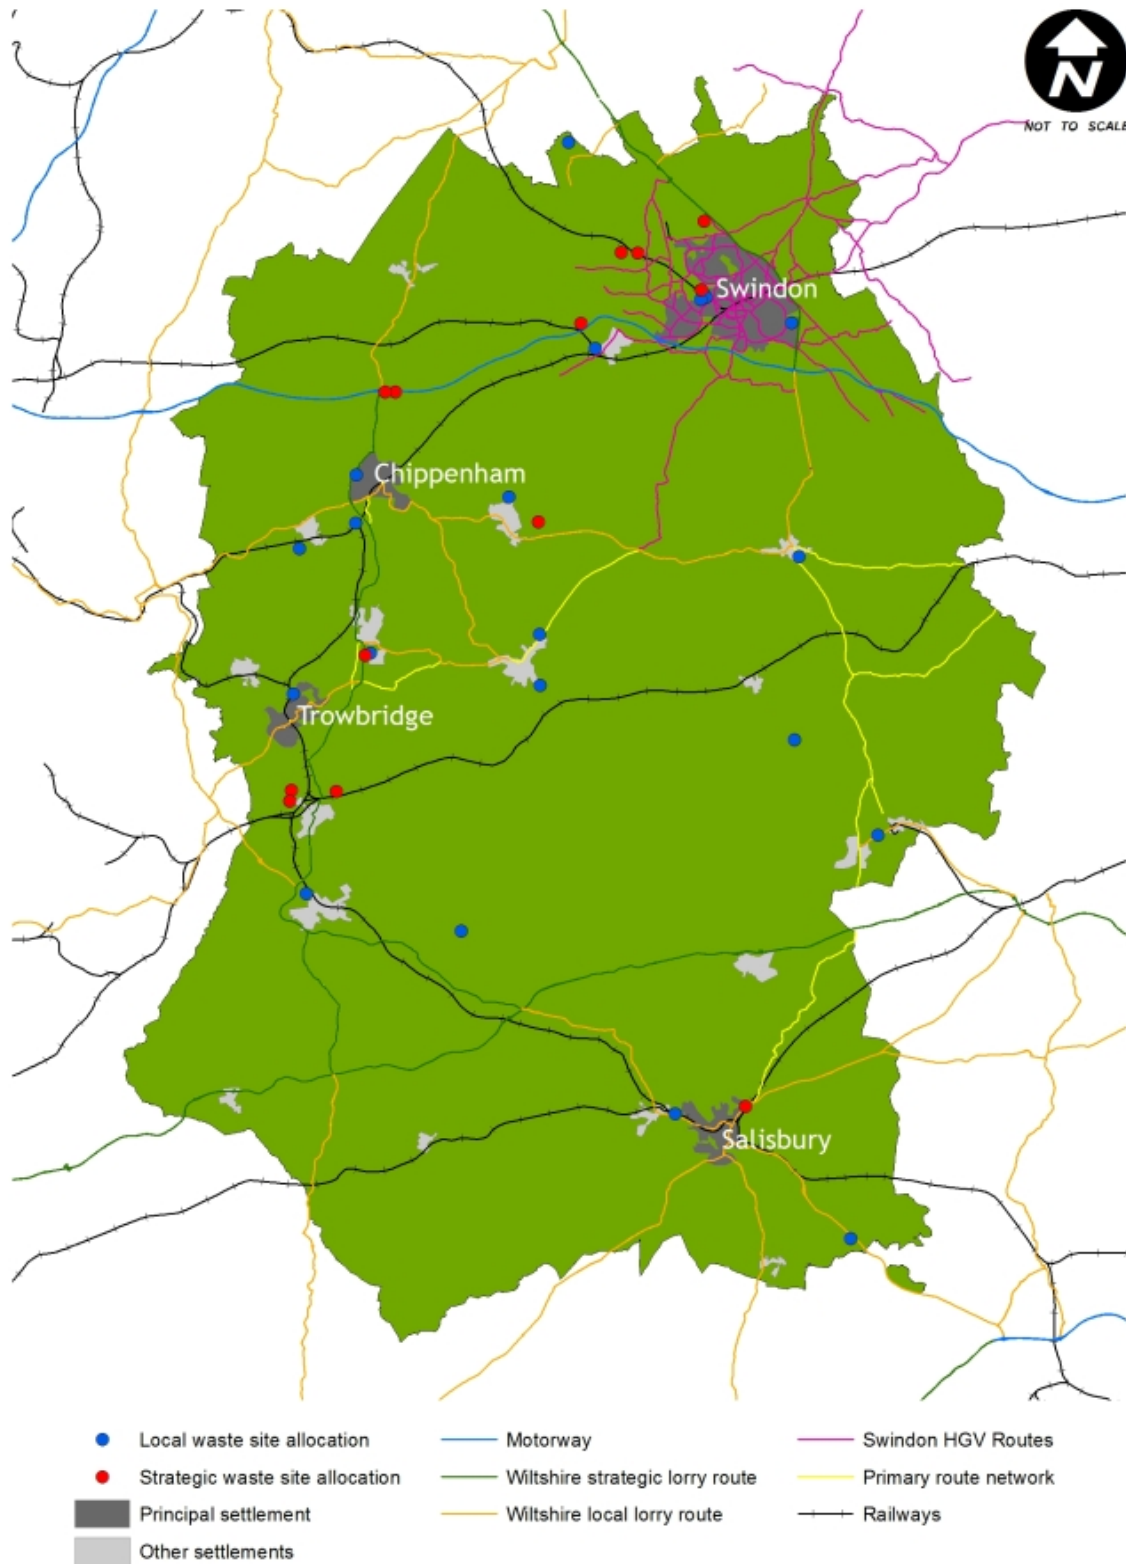 N
NOT TO SCALE
Swindon
Chippenham
Trowbridge
Salisbury
Local waste site allocation
Motorway
Swindon HGV Routes
Strategic waste site allocation
Wiltshire strategic lorry route
Primary route network
Principal settlement
Wiltshire local lorry route
Railways
Other settlements